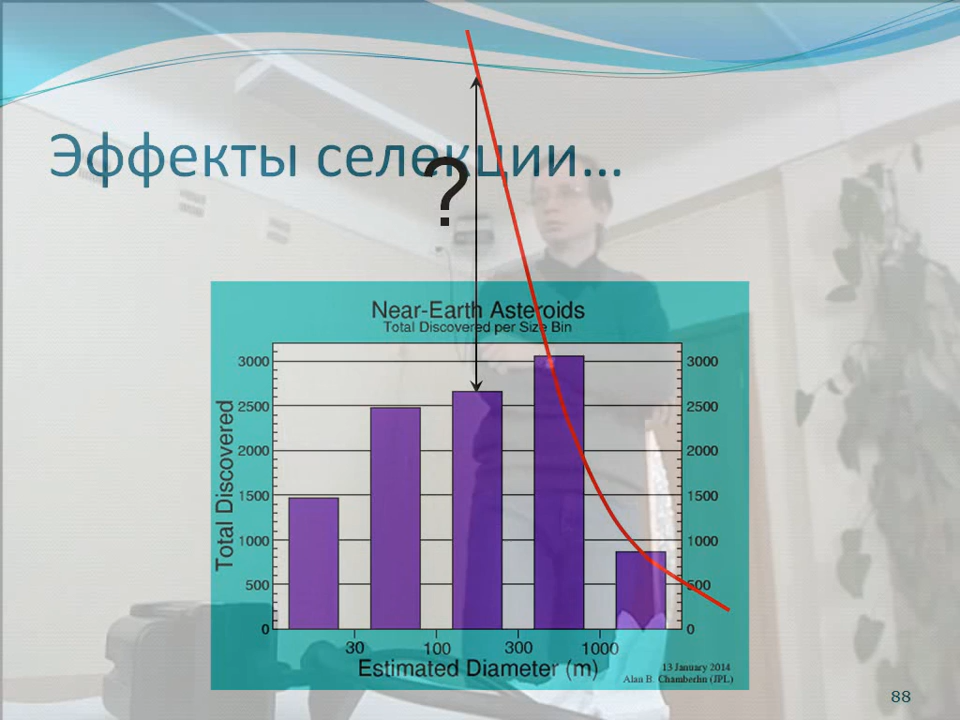 Эффекты селекции...
?
Near-Earth Asteroids
Total Discovered per Size Bin
3000 3000
2500 2500
2000 2000
1500 1500
1000 1000
500 500
0 0
Total Discovered
30 100 300 1000
Estimated Diameter (m)
13 January 2014
Alan B. Chamberlin (JPL)
88